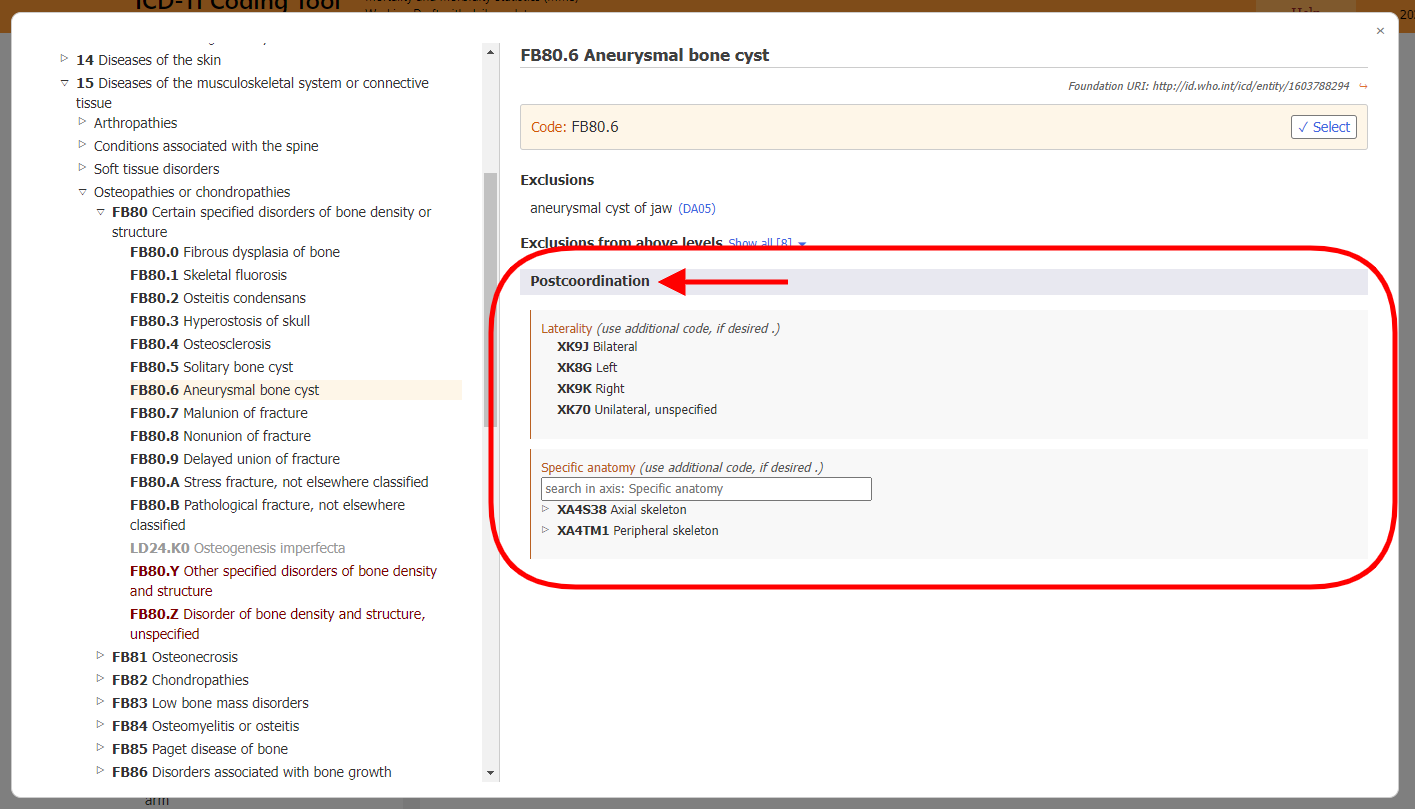 ICD-11 Coding Tool
Mortality and Morbidity Statistics (MMS)
Help
202
×
14 Diseases of the skin
15 Diseases of the musculoskeletal system or connective
tissue
Arthropathies
Conditions associated with the spine
Soft tissue disorders
Osteopathies or chondropathies
FB80 Certain specified disorders of bone density or
structure
FB80.0 Fibrous dysplasia of bone
FB80.1 Skeletal fluorosis
FB80.2 Osteitis condensans
FB80.3 Hyperostosis of skull
FB80.4 Osteosclerosis
FB80.5 Solitary bone cyst
FB80.6 Aneurysmal bone cyst
FB80.7 Malunion of fracture
FB80.8 Nonunion of fracture
FB80.9 Delayed union of fracture
FB80.A Stress fracture, not elsewhere classified
FB80.B Pathological fracture, not elsewhere
classified
LD24.K0 Osteogenesis imperfecta
FB80.Y Other specified disorders of bone density
and structure
FB80.Z Disorder of bone density and structure,
unspecified
FB81 Osteonecrosis
FB82 Chondropathies
FB83 Low bone mass disorders
FB84 Osteomyelitis or osteitis
FB85 Paget disease of bone
FB86 Disorders associated with bone growth
arm
FB80.6 Aneurysmal bone cyst
Foundation URI: http://id.who.int/icd/entity/1603788294
Code: FB80.6
✓ Select
Exclusions
aneurysmal cyst of jaw (DA05)
Exclusions from above levels Show all [8]
Postcoordination
Laterality (use additional code, if desired .)
XK9J Bilateral
XK8G Left
XK9K Right
XK70 Unilateral, unspecified
Specific anatomy (use additional code, if desired .)
search in axis: Specific anatomy
XA4S38 Axial skeleton
XA4TM1 Peripheral skeleton